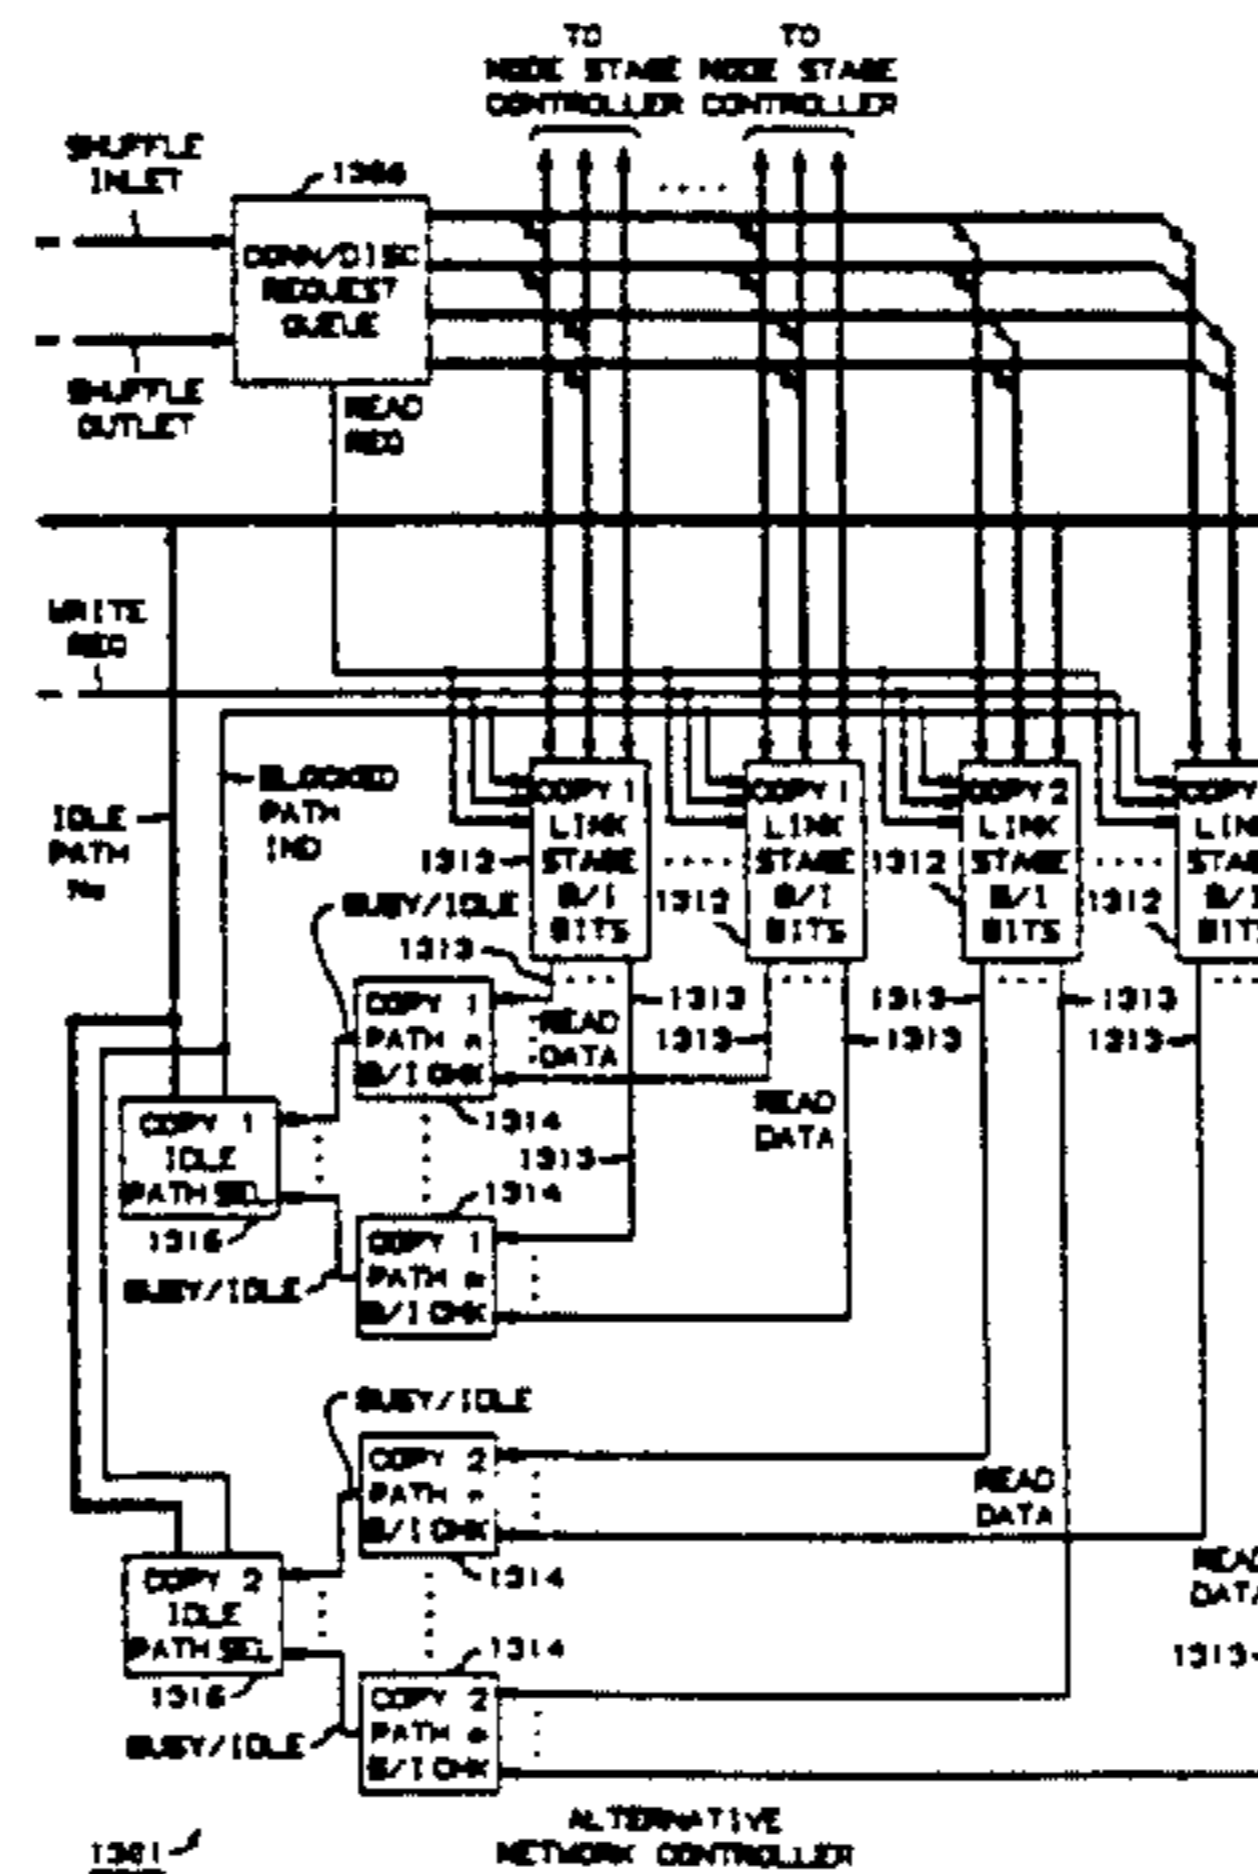 TO
NODE STAGE
CONTROLLER
TO
NODE STAGE
CONTROLLER
SHUFFLE
INLET
CONN/DISC
REQUEST
QUEUE
SHUFFLE
OUTLET
READ
REQ
WRITE
REQ
BLOCKED
PATH
IND
IDLE
PATH
COPY 1
LINK
STAGE
B/I
BITS
1312
COPY 1
LINK
STAGE
B/I
BITS
1312
COPY 2
LINK
STAGE
B/I
BITS
1312
COPY
B/I
1312
BUSY/IDLE
1313
1313
1313
1313
1313
1313
1313
READ
DATA
COPY 1
PATH
B/I CHK
1314
READ
DATA
COPY 1
IDLE
PATH SEL
1313
1314
COPY 1
PATH
B/I CHK
BUSY/IDLE
BUSY/IDLE
COPY 2
PATH
B/I CHK
1314
READ
DATA
COPY 2
IDLE
PATH SEL
READ
1313
1314
COPY 2
PATH
B/I CHK
BUSY/IDLE
ALTERNATIVE
NETWORK CONTROLLER